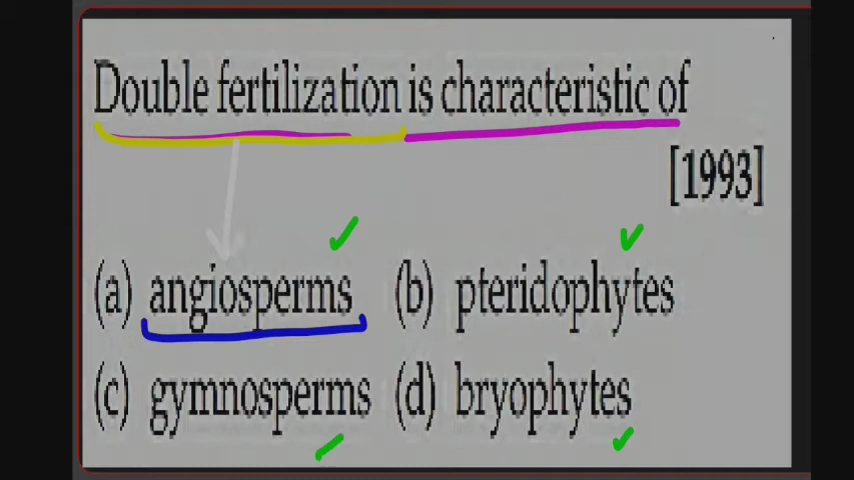 Double fertilization is characteristic of
[1993]
(a) angiosperms (b) pteridophytes
(c) gymnosperms (d) bryophytes